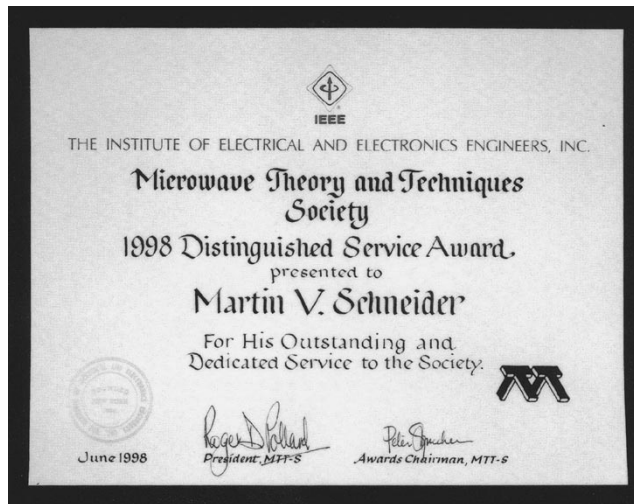 IEEE
THE INSTITUTE OF ELECTRICAL AND ELECTRONICS ENGINEERS, INC.
Microwave Theory and Techniques
Society
1998 Distinguished Service Award,
presented to
Martin V. Schneider
For His Outstanding and
Dedicated Service to the Society.
Roger D Pollard
June 1998
President, MTT-S
Awards Chairman, MTT-S